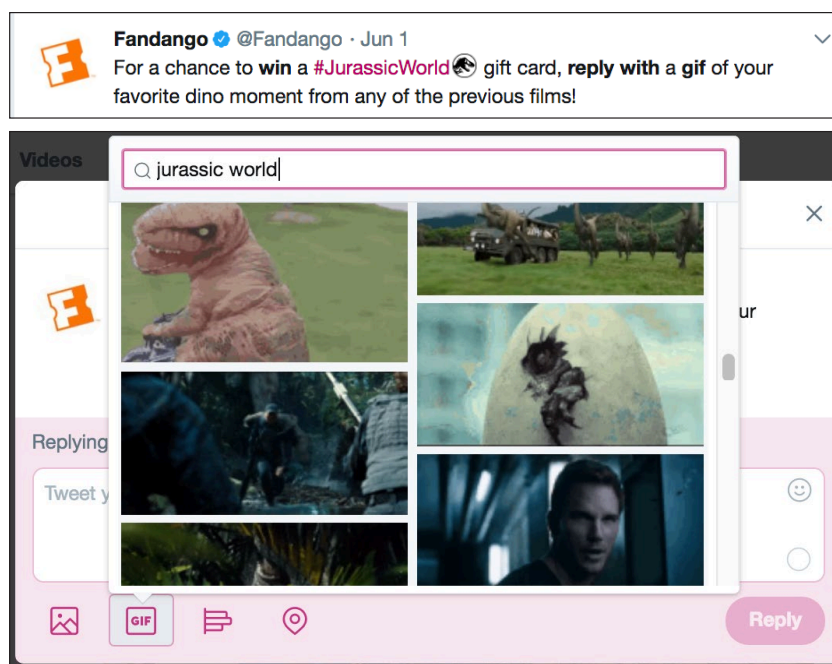 Fandango @Fandango · Jun 1
For a chance to win a #JurassicWorld gift card, reply with a gif of your
favorite dino moment from any of the previous films!
Videos
jurassic world
ur
Replying
Tweet y
GIF
Reply